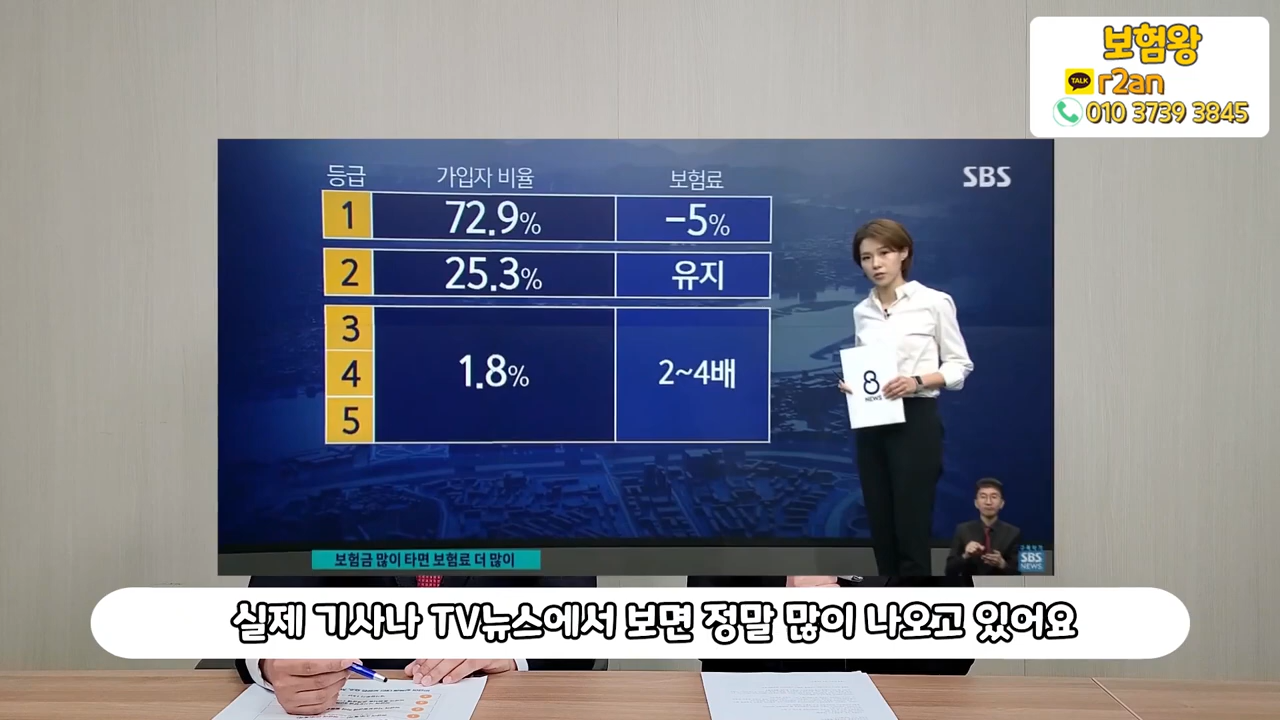 보험왕
TALK r2an
010 3739 3845
SBS
등급 가입자 비율 보험료
1 72.9% -5%
2 25.3% 유지
3
4 1.8% 2~4배
5
8
NEWS
SBS
NEWS
보험금 많이 타면 보험료 더 많이
실제 기사나 TV뉴스에서 보면 정말 많이 나오고 있어요